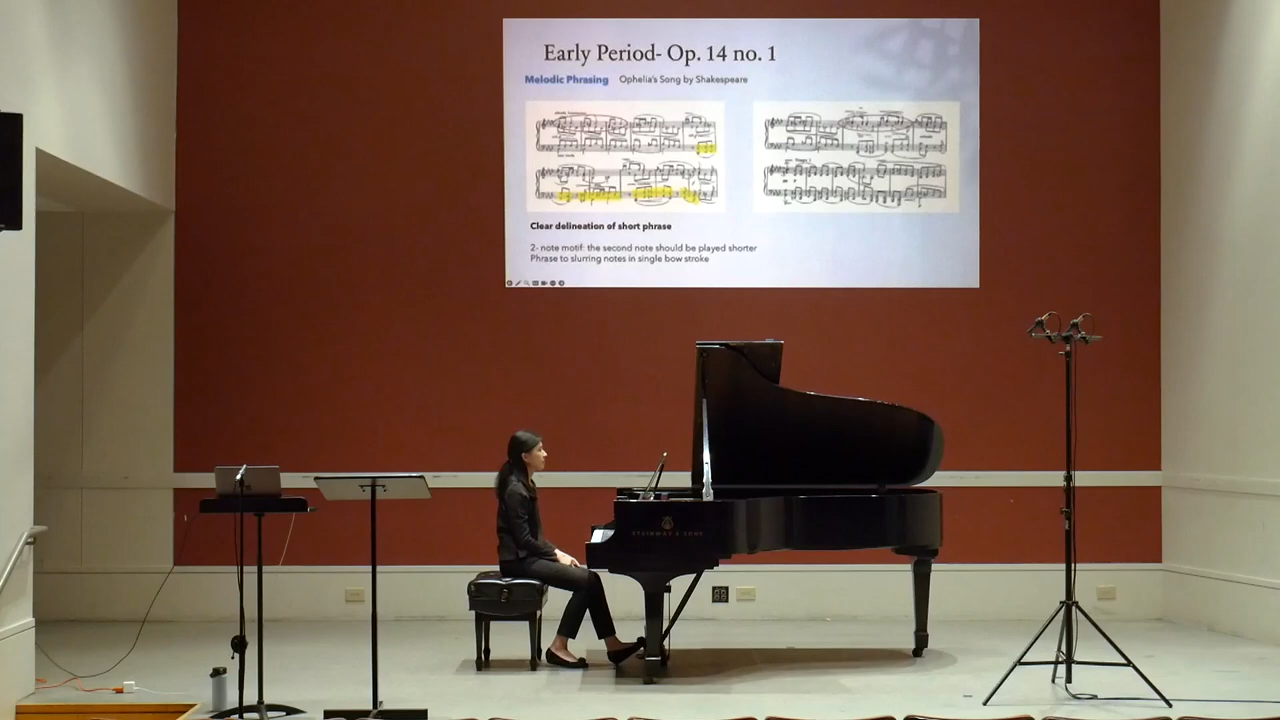 Early Period- Op. 14 no. 1
Melodic Phrasing Ophelia's Song by Shakespeare
Clear delineation of short phrase
2- note motif: the second note should be played shorter
Phrase to slurring notes in single bow stroke
STEINWAY & SONS